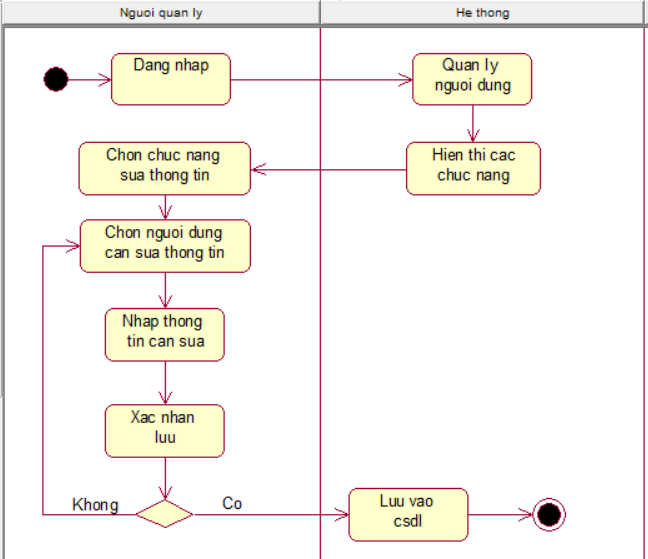 Nguoi quan ly
He thong
Dang nhap
Quan ly
nguoi dung
Chon chuc nang
sua thong tin
Hien thi cac
chuc nang
Chon nguoi dung
can sua thong tin
Nhap thong
tin can sua
Xac nhan
luu
Khong
Co
Luu vao
csdl